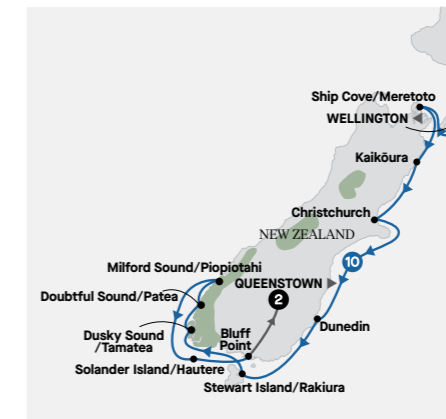 Ship Cove/Meretoto
WELLINGTON
Kaikōura
Christchurch
NEW ZEALAND
10
Milford Sound/Piopiotahi
QUEENSTOWN
2
Doubtful Sound/Patea
Dusky Sound
/Tamatea
Bluff
Point
Dunedin
Solander Island/Hautere
Stewart Island/Rakiura